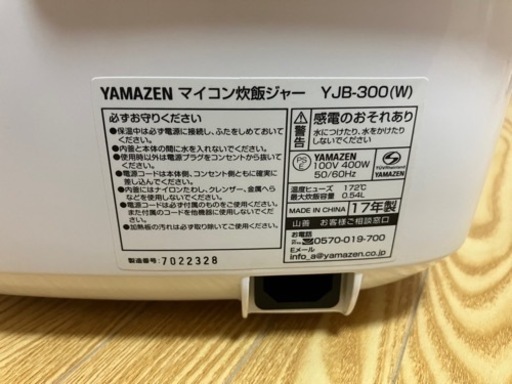 YAMAZEN マイコン炊飯ジャー YJB-300(W)
必ずお守りください
●保温中は必ず電源に接続し、ふたをしめておいて
ください。
●内釜と本体の間に水を入れないでください。
●使用時以外は電源プラグをコンセントから抜いて
ください。
●電源コードは本体側、コンセント側ともに確実に
差し込んでください。
●内釜にはナイロンたわし、クレンザー、金属へら
などを使用しないでください。
●電源コードは必ず付属のものをご使用ください。
また付属のコードを他機器に使用しないでください。
●加熱板の汚れは必ず取り除いてください。
製造番号:7022328
警告
感電のおそれあり
水につけたり、水をかけたり
しないでください。
PS
E
YAMAZEN
100V 400W
50/60Hz
YAMAZEN
温度ヒューズ 172℃
最大炊飯容量 0.54L
MADE IN CHINA
17年製
山善 お客様ご相談窓口
お電話
0570-019-700
Eメール
info_a@yamazen.co.jp